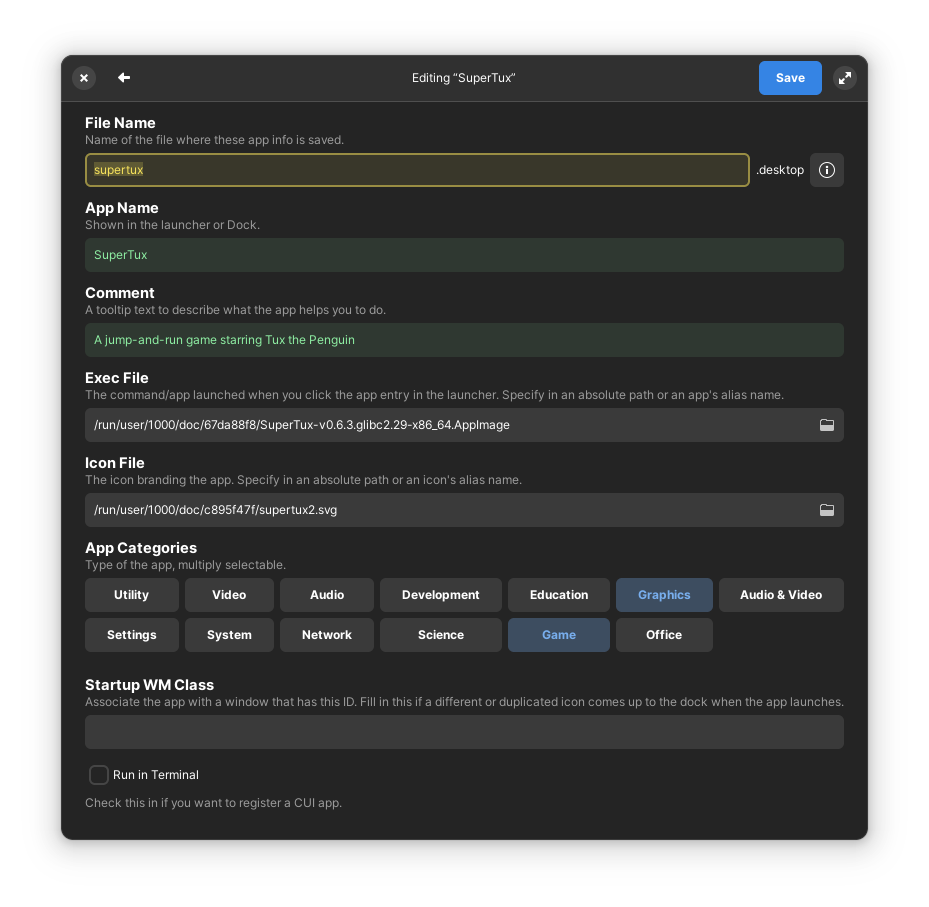 Editing “SuperTux”
Save
File Name
Name of the file where these app info is saved.
supertux
.desktop
App Name
Shown in the launcher or Dock.
SuperTux
Comment
A tooltip text to describe what the app helps you to do.
A jump-and-run game starring Tux the Penguin
Exec File
The command/app launched when you click the app entry in the launcher. Specify in an absolute path or an app's alias name.
/run/user/1000/doc/67da88f8/SuperTux-v0.6.3.glibc2.29-x86_64.AppImage
Icon File
The icon branding the app. Specify in an absolute path or an icon's alias name.
/run/user/1000/doc/c895f47f/supertux2.svg
App Categories
Type of the app, multiply selectable.
Utility Video Audio Development Education Graphics Audio & Video
Settings System Network Science Game Office
Startup WM Class
Associate the app with a window that has this ID. Fill in this if a different or duplicated icon comes up to the dock when the app launches.
Run in Terminal
Check this in if you want to register a CUI app.